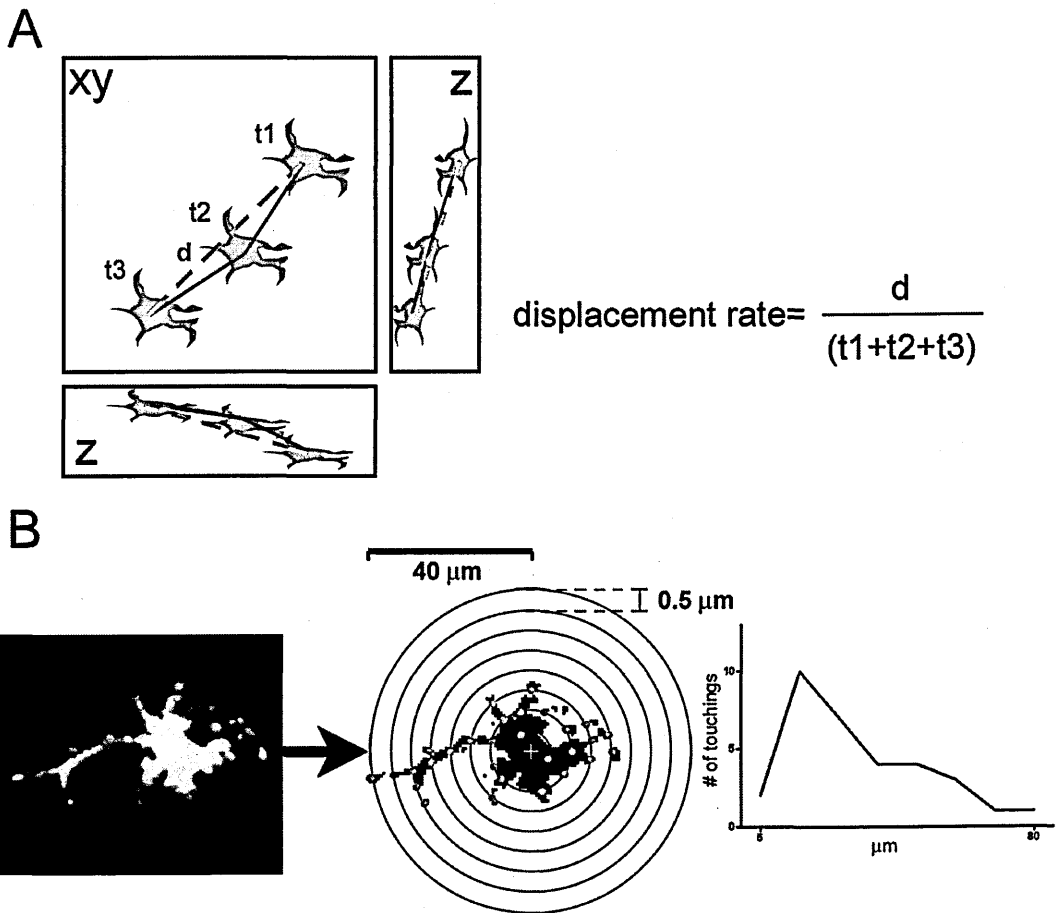 A
xy
z
t1
t2
d
t3
z
displacement rate= d
(t1+t2+t3)
B
40 µm
0.5 µm
# of touchings
10
5
0
5
80
µm